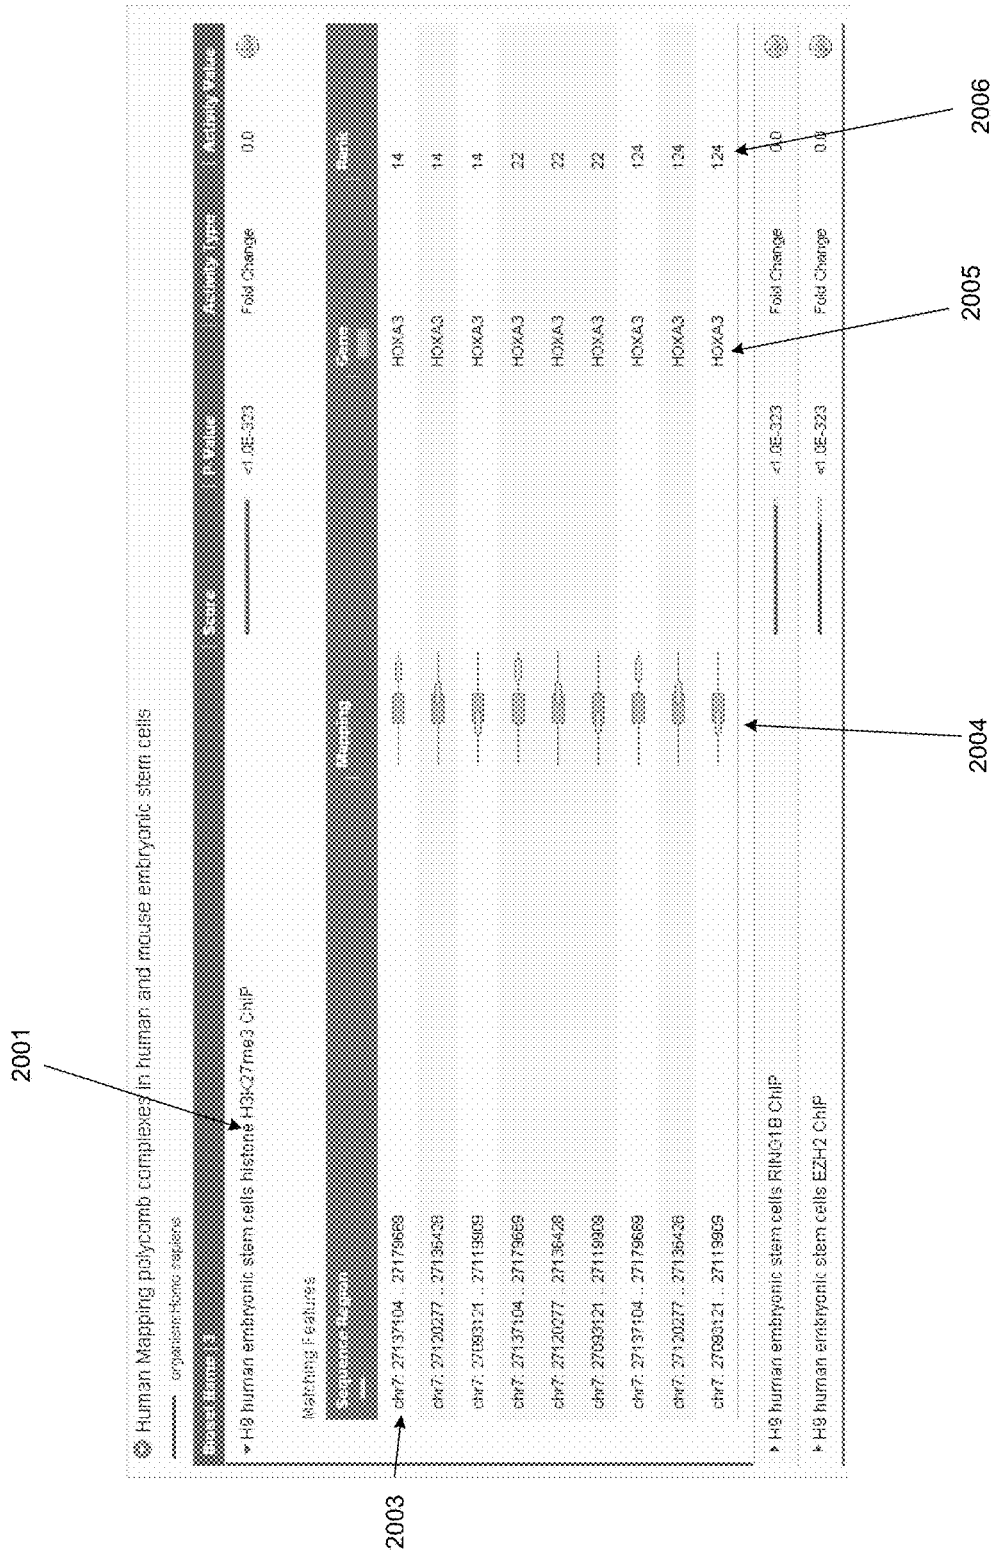 2001
Human Mapping polycomb complexes in human and mouse embryonic stem cells
organism:Homo sapiens
Score P-Value Activity Type Activity Value
H9 human embryonic stem cells histone H3K27me3 ChIP <1.0E-323 Fold Change 0.0
Matching Features
Sequence Region Mapping Gene Rank
2003
chr7: 27137104 .. 27179669 HOXA3 14
chr7: 27120277 .. 27136428 HOXA3 14
chr7: 27093121 .. 27119909 HOXA3 14
chr7: 27137104 .. 27179669 HOXA3 22
chr7: 27120277 .. 27136428 HOXA3 22
chr7: 27093121 .. 27119909 HOXA3 22
chr7: 27137104 .. 27179669 HOXA3 124
chr7: 27120277 .. 27136428 HOXA3 124
chr7: 27093121 .. 27119909 HOXA3 124
H9 human embryonic stem cells RING1B ChIP <1.0E-323 Fold Change 0.0
H9 human embryonic stem cells EZH2 ChIP <1.0E-323 Fold Change 0.0
2004
2005
2006